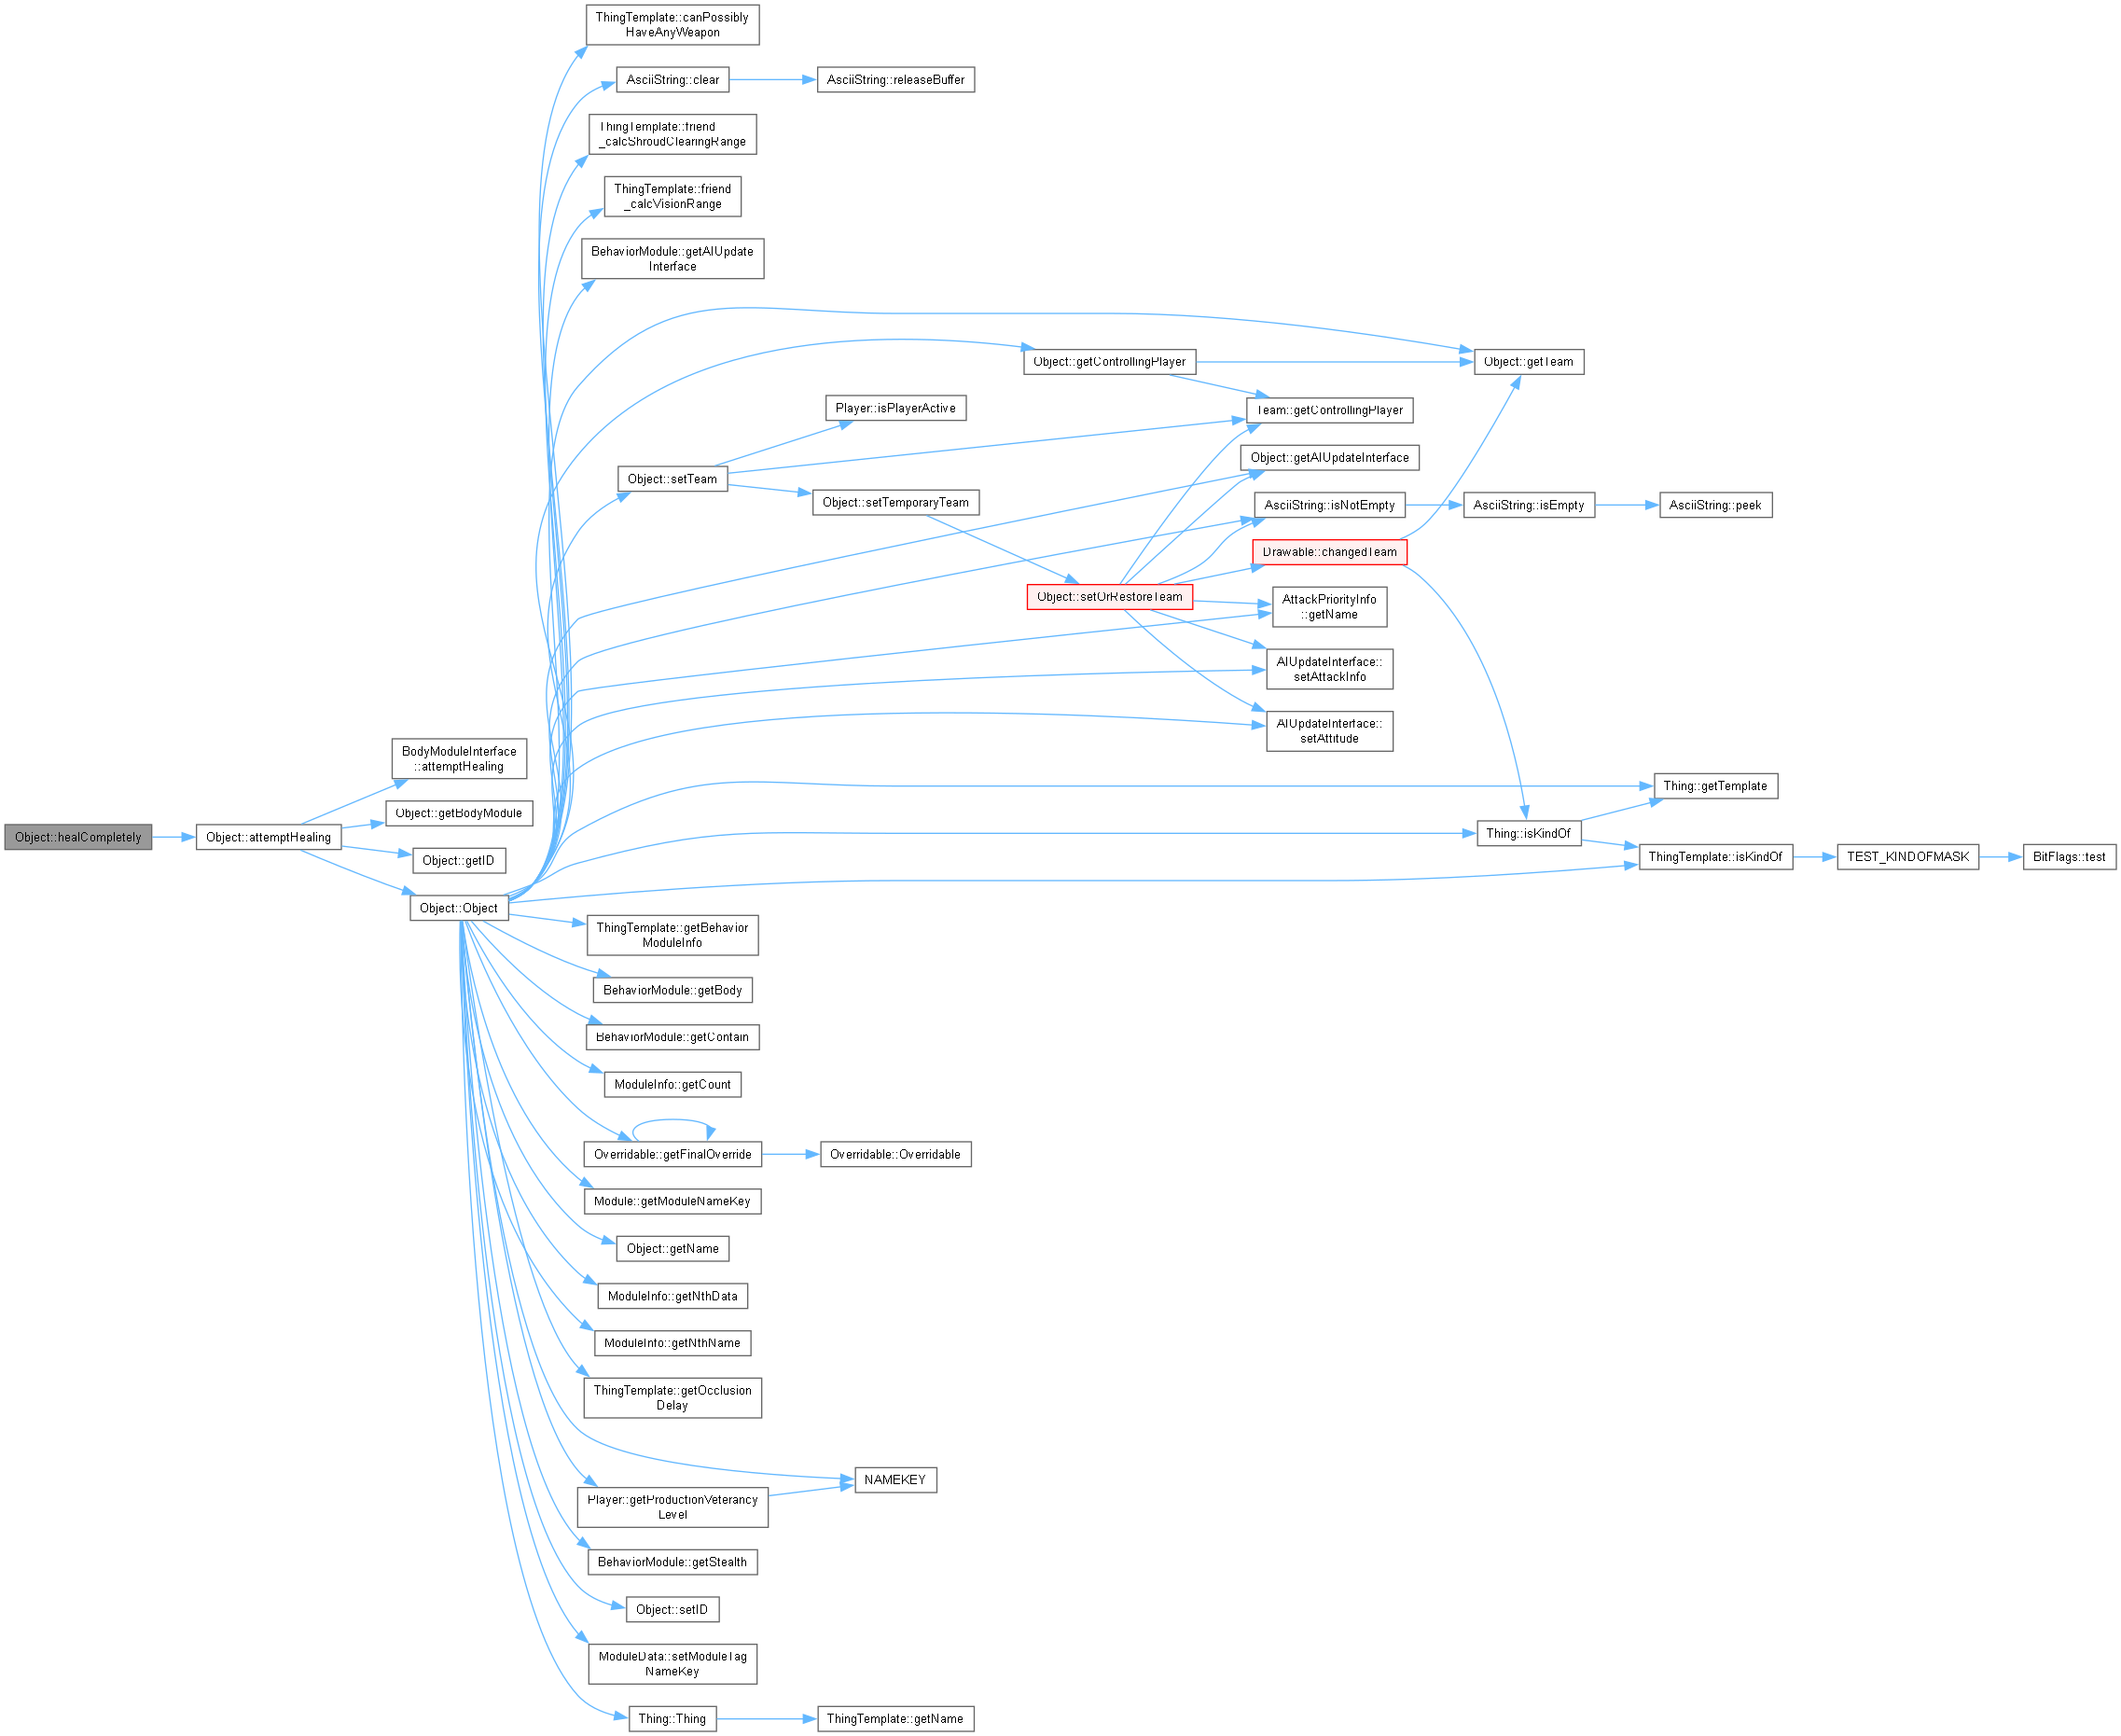 ThingTemplate::canPossibly
HaveAnyWeapon
AsciiString::clear
AsciiString::releaseBuffer
ThingTemplate::friend
_calcShroudClearingRange
ThingTemplate::friend
_calcVisionRange
BehaviorModule::getAIUpdate
Interface
Object::getControllingPlayer
Object::getTeam
Player::isPlayerActive
Team::getControllingPlayer
Object::getAIUpdateInterface
Object::setTeam
Object::setTemporaryTeam
AsciiString::isNotEmpty
AsciiString::isEmpty
AsciiString::peek
Drawable::changedTeam
Object::setOrRestoreTeam
AttackPriorityInfo
::getName
AIUpdateInterface::
setAttackInfo
AIUpdateInterface::
setAttitude
BodyModuleInterface
::attemptHealing
Thing::getTemplate
Object::getBodyModule
Object::healCompletely
Object::attemptHealing
Thing::isKindOf
Object::getID
ThingTemplate::isKindOf
TEST_KINDOFMASK
BitFlags::test
Object::Object
ThingTemplate::getBehavior
ModuleInfo
BehaviorModule::getBody
BehaviorModule::getContain
ModuleInfo::getCount
Overridable::getFinalOverride
Overridable::Overridable
Module::getModuleNameKey
Object::getName
ModuleInfo::getNthData
ModuleInfo::getNthName
ThingTemplate::getOcclusion
Delay
NAMEKEY
Player::getProductionVeterancy
Level
BehaviorModule::getStealth
Object::setID
ModuleData::setModuleTag
NameKey
Thing::Thing
ThingTemplate::getName